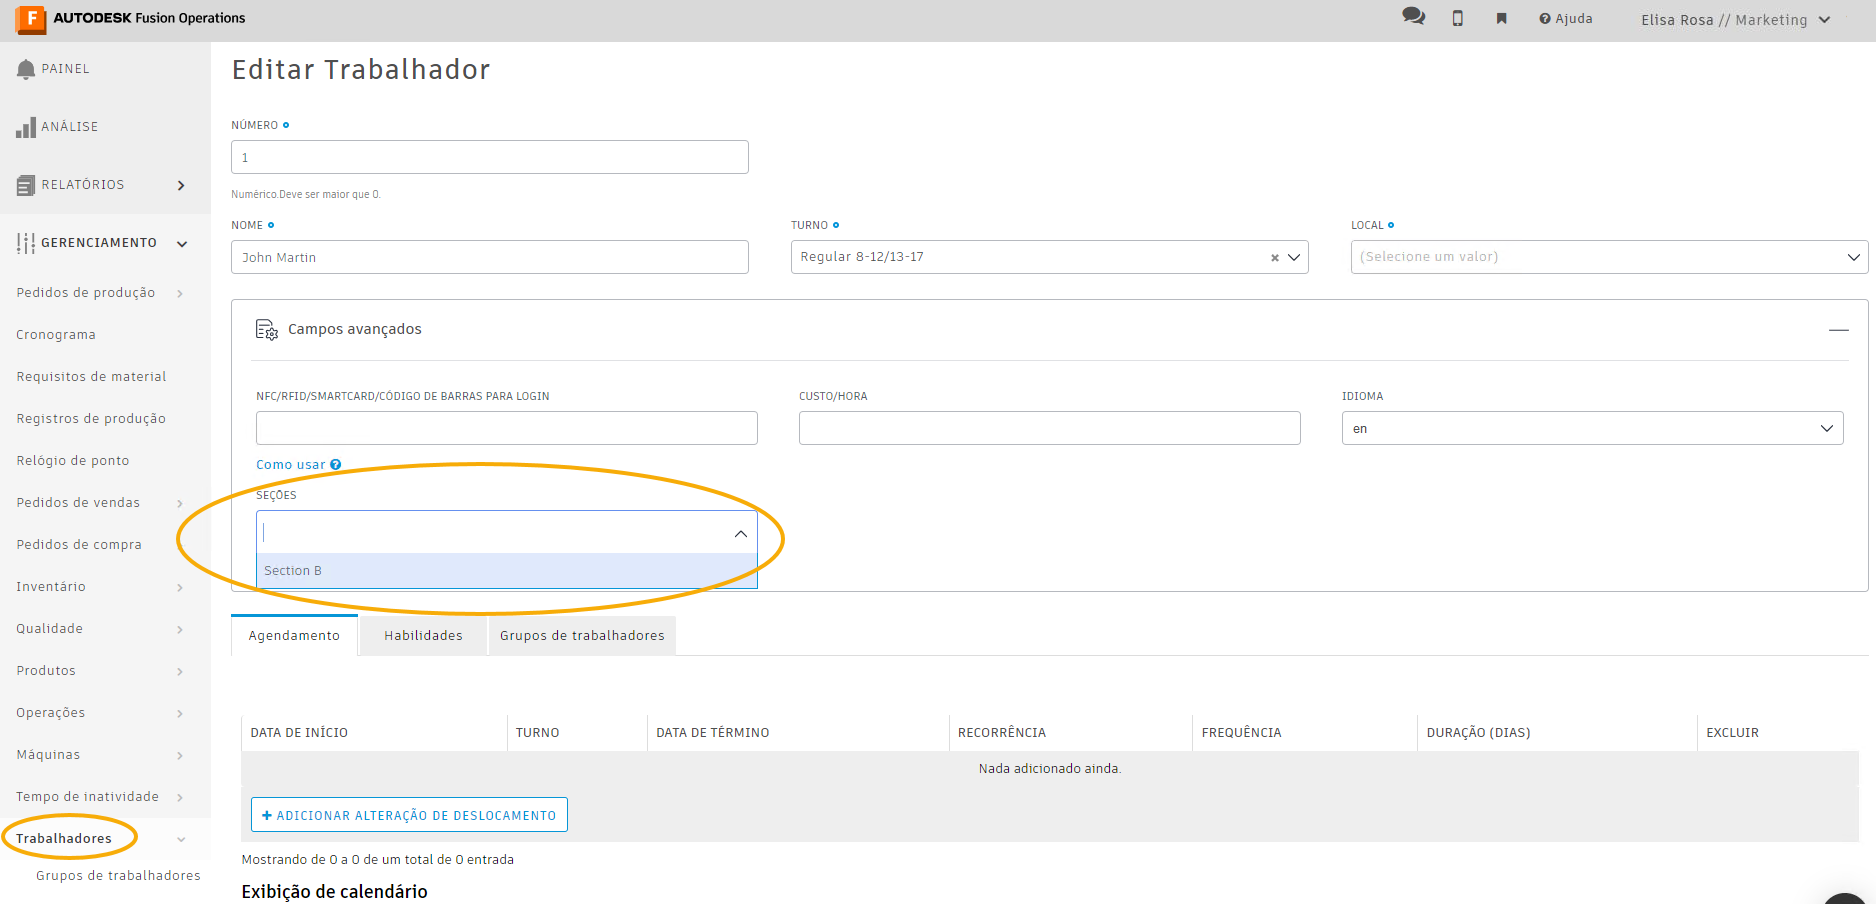 F AUTODESK Fusion Operations
Ajuda
Elisa Rosa // Marketing
PAINEL
ANÁLISE
RELATÓRIOS
GERENCIAMENTO
Pedidos de produção
Cronograma
Requisitos de material
Registros de produção
Relógio de ponto
Pedidos de vendas
Pedidos de compra
Inventário
Qualidade
Produtos
Operações
Máquinas
Tempo de inatividade
Trabalhadores
Grupos de trabalhadores
Editar Trabalhador
NÚMERO
1
Numérico.Deve ser maior que 0.
NOME
John Martin
TURNO
Regular 8-12/13-17
LOCAL
(Selecione um valor)
Campos avançados
NFC/RFID/SMARTCARD/CÓDIGO DE BARRAS PARA LOGIN
Como usar
CUSTO/HORA
IDIOMA
en
SEÇÕES
Section B
Agendamento Habilidades Grupos de trabalhadores
DATA DE INÍCIO TURNO DATA DE TÉRMINO RECORRÊNCIA FREQUÊNCIA DURAÇÃO (DIAS) EXCLUIR
Nada adicionado ainda.
+ ADICIONAR ALTERAÇÃO DE DESLOCAMENTO
Mostrando de 0 a 0 de um total de 0 entrada
Exibição de calendário